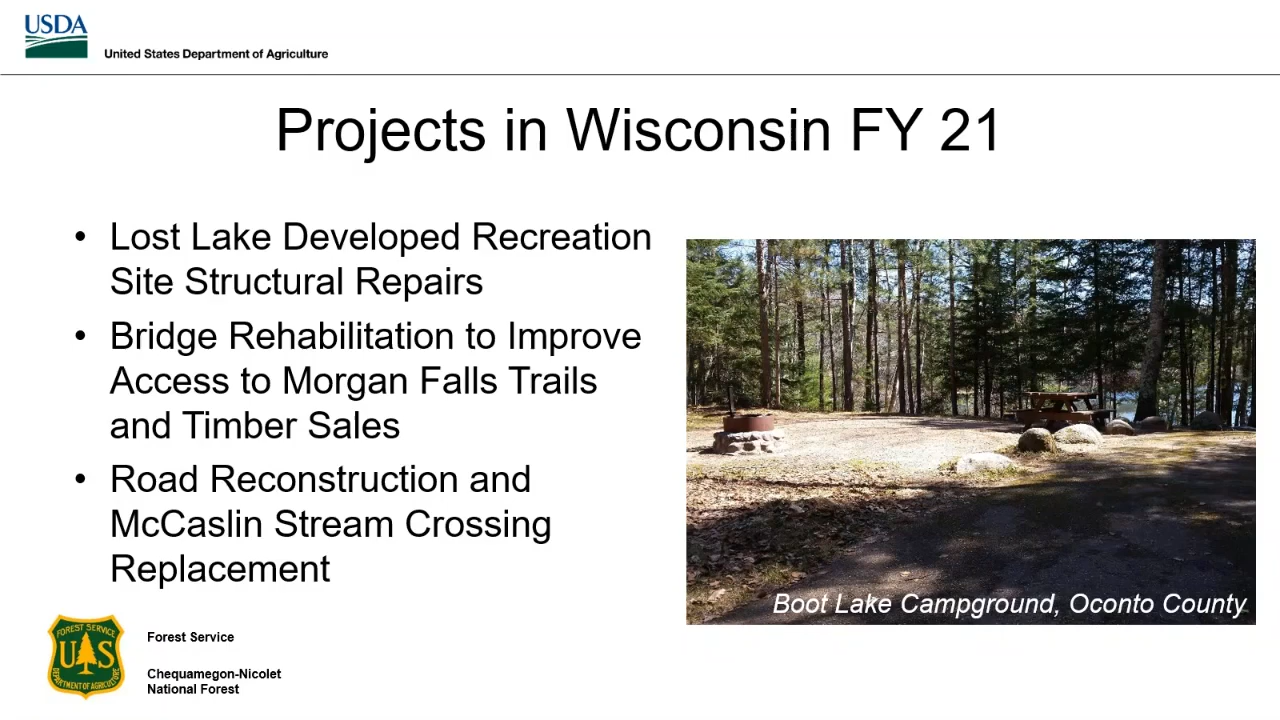 USDA
United States Department of Agriculture
Projects in Wisconsin FY 21
• Lost Lake Developed Recreation
Site Structural Repairs
• Bridge Rehabilitation to Improve
Access to Morgan Falls Trails
and Timber Sales
• Road Reconstruction and
McCaslin Stream Crossing
Replacement
Boot Lake Campground, Oconto County
FOREST SERVICE
U S
DEPARTMENT OF AGRICULTURE
Forest Service
Chequamegon-Nicolet
National Forest